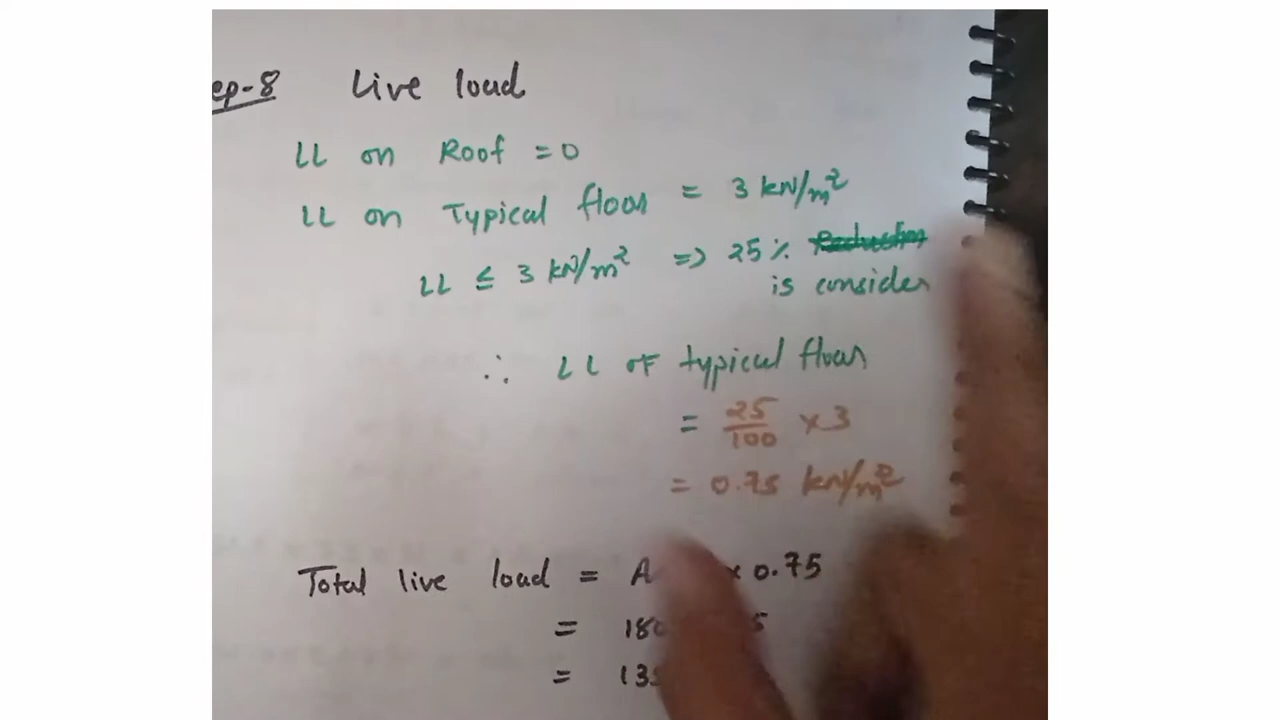 ep-8 Live load
LL on Roof = 0
LL on Typical floor = 3 kN/m²
LL ≤ 3 kN/m² => 25%
is consider
∴ LL of typical floor
= 25/100 × 3
= 0.75 kN/m²
Total live load = A × 0.75
= 180 5
= 135